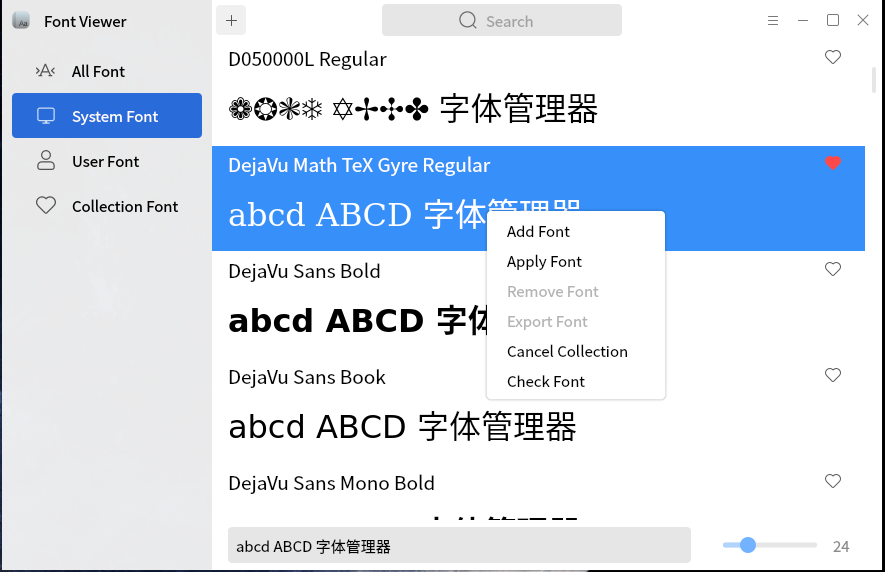 Font Viewer
Search
All Font
System Font
User Font
Collection Font
D050000L Regular
❁❂❃❄ ✡✢✣✤ 字体管理器
DejaVu Math TeX Gyre Regular
abcd ABCD 字体管理器
Add Font
Apply Font
Remove Font
Export Font
Cancel Collection
Check Font
DejaVu Sans Bold
abcd ABCD 字体
DejaVu Sans Book
abcd ABCD 字体管理器
DejaVu Sans Mono Bold
abcd ABCD 字体管理器
24